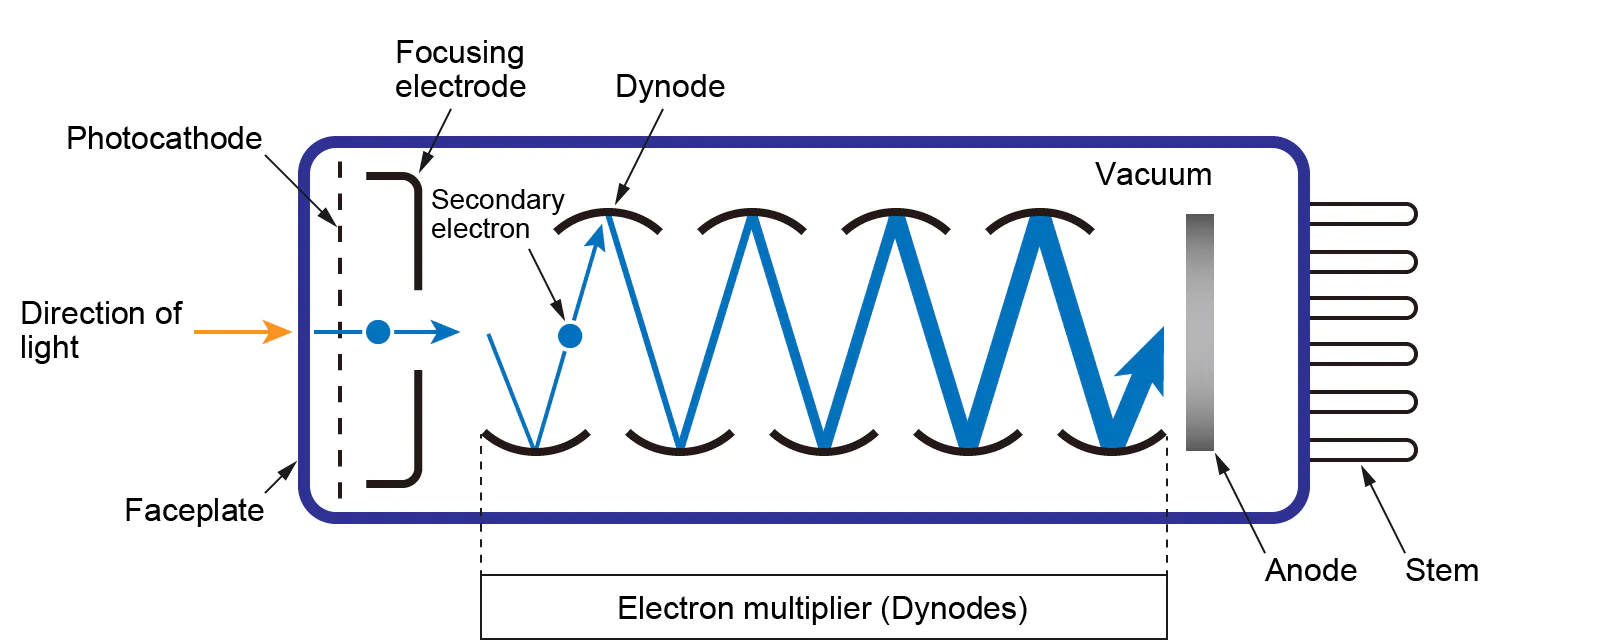 Focusing
electrode
Dynode
Photocathode
Vacuum
Secondary
electron
Direction of
light
Faceplate
Anode
Stem
Electron multiplier (Dynodes)